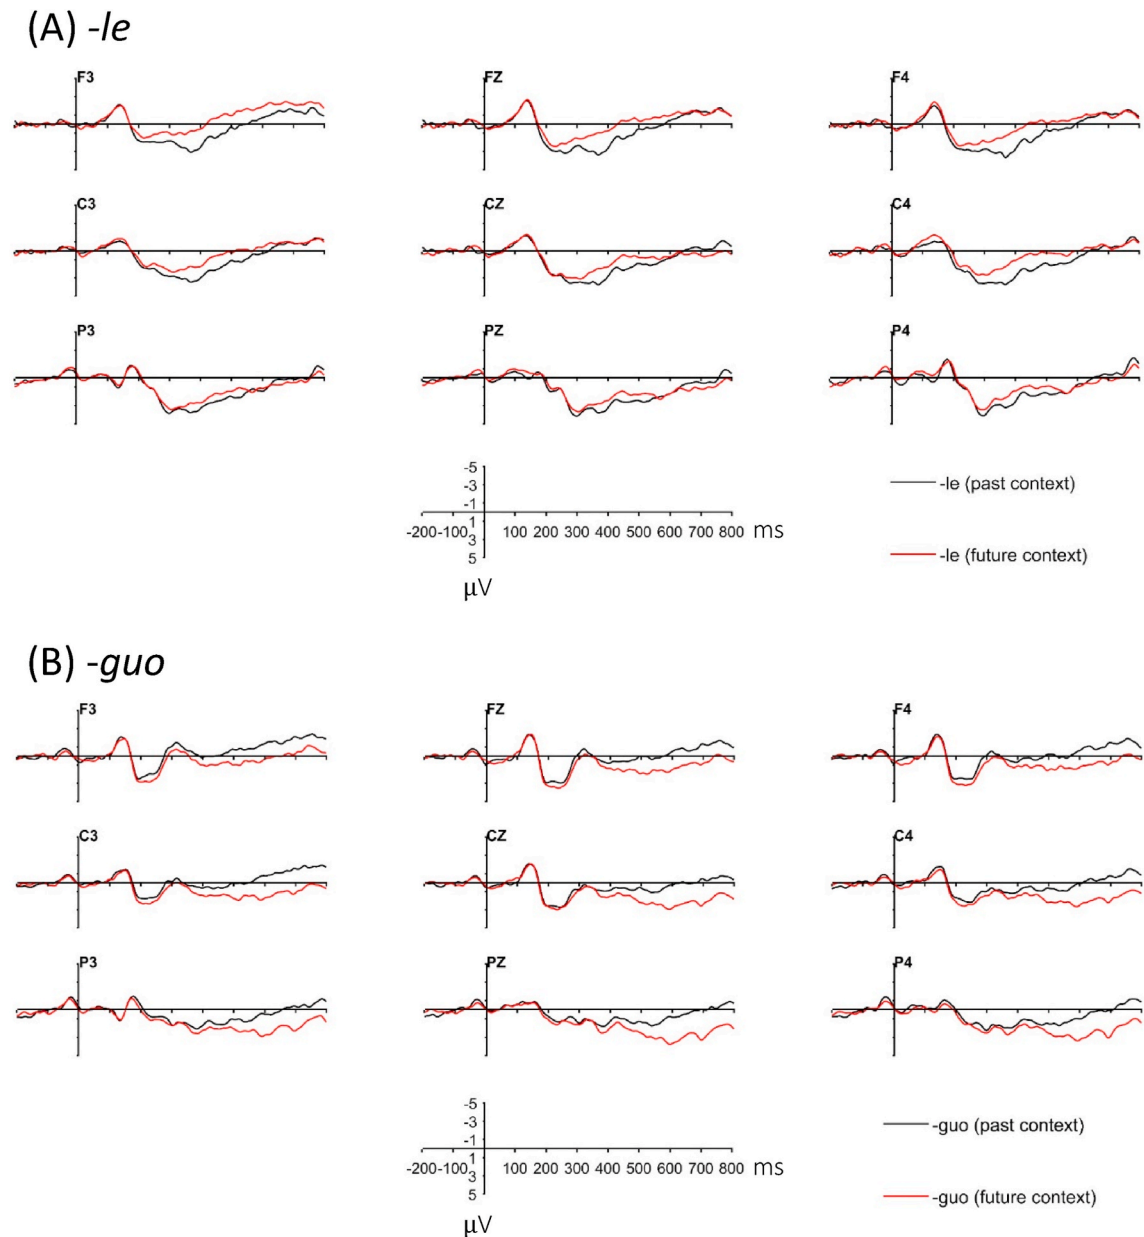 (A) -le
F3 FZ F4
C3 CZ C4
P3 PZ P4
-5
-3
-1
1
3
5
-200 -100 100 200 300 400 500 600 700 800 ms
μV
-le (past context)
-le (future context)
(B) -guo
F3 FZ F4
C3 CZ C4
P3 PZ P4
-5
-3
-1
1
3
5
-200 -100 100 200 300 400 500 600 700 800 ms
μV
-guo (past context)
-guo (future context)